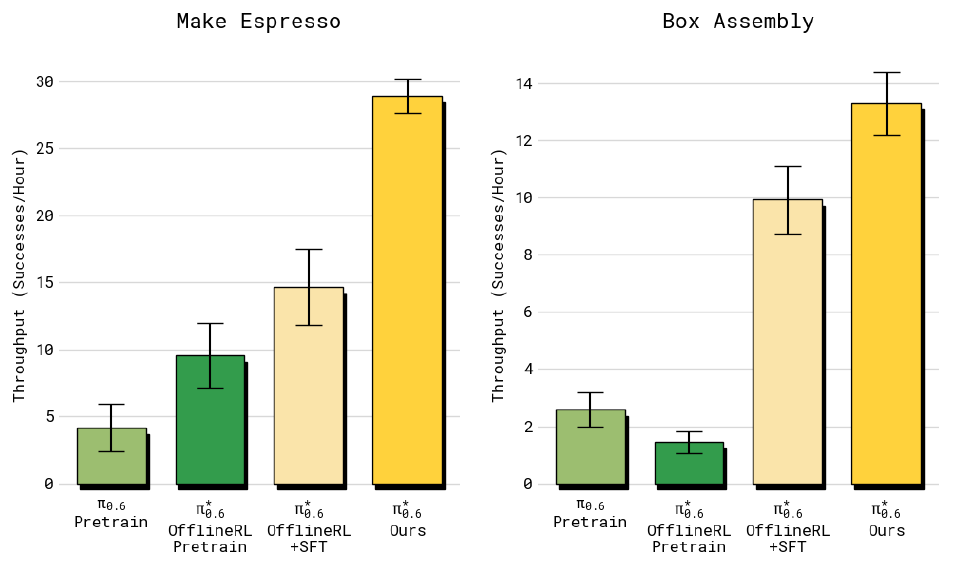 Make Espresso
Throughput (Successes/Hour)
30
25
20
15
10
5
0
π0.6
Pretrain
π*0.6
OfflineRL
Pretrain
π*0.6
OfflineRL
+SFT
π*0.6
Ours
Box Assembly
Throughput (Successes/Hour)
14
12
10
8
6
4
2
0
π0.6
Pretrain
π*0.6
OfflineRL
Pretrain
π*0.6
OfflineRL
+SFT
π*0.6
Ours